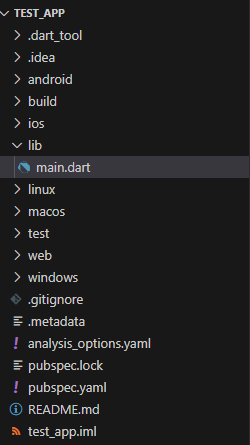 TEST_APP
.dart_tool
.idea
android
build
ios
lib
main.dart
linux
macos
test
web
windows
.gitignore
.metadata
analysis_options.yaml
pubspec.lock
pubspec.yaml
README.md
test_app.iml